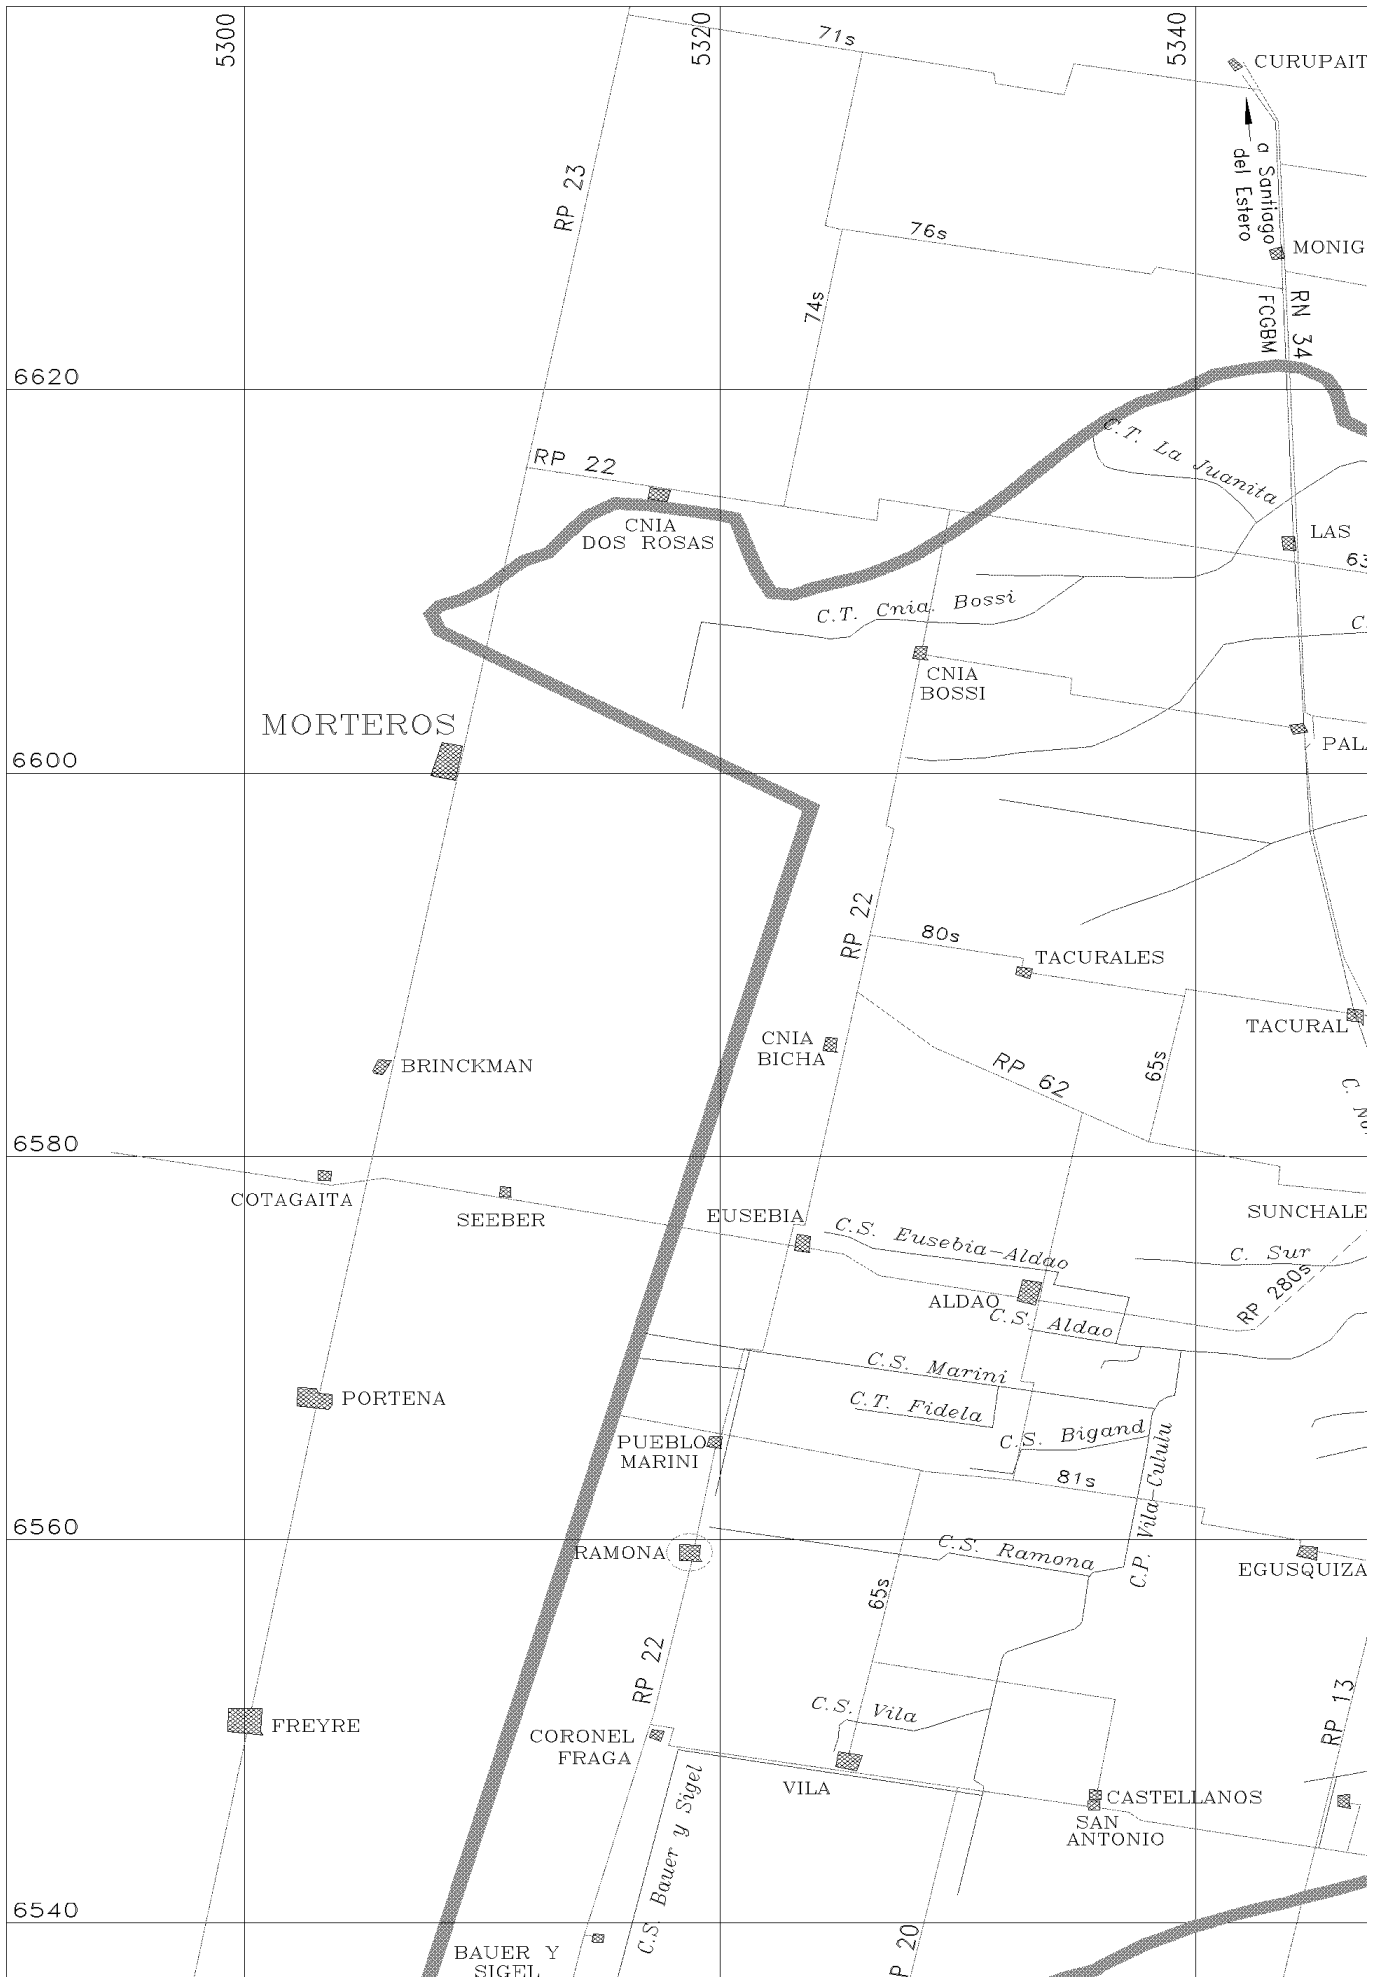 5300
5320
5340
71s
CURUPAIT
RP 23
a Santiago
del Estero
76s
MONIG
74s
RN 34
FCGBM
6620
C.T. La Juanita
RP 22
CNIA
DOS ROSAS
LAS
63
C.T. Cnia. Bossi
C.
CNIA
BOSSI
MORTEROS
PALA
6600
RP 22
80s
TACURALES
TACURAL
CNIA
BICHA
BRINCKMAN
RP 62
65s
C. No
6580
COTAGAITA
SEEBER
EUSEBIA
SUNCHALE
C.S. Eusebia-Aldao
C. Sur
RP 280s
ALDAO
C.S. Aldao
C.S. Marini
PORTENA
C.T. Fidela
C.S. Bigand
PUEBLO
MARINI
81s
C.P. Vila-Cululu
6560
RAMONA
C.S. Ramona
EGUSQUIZA
65s
RP 22
C.S. Vila
RP 13
FREYRE
CORONEL
FRAGA
VILA
CASTELLANOS
SAN
ANTONIO
C.S. Bauer y Sigel
6540
BAUER Y
SIGEL
P 20